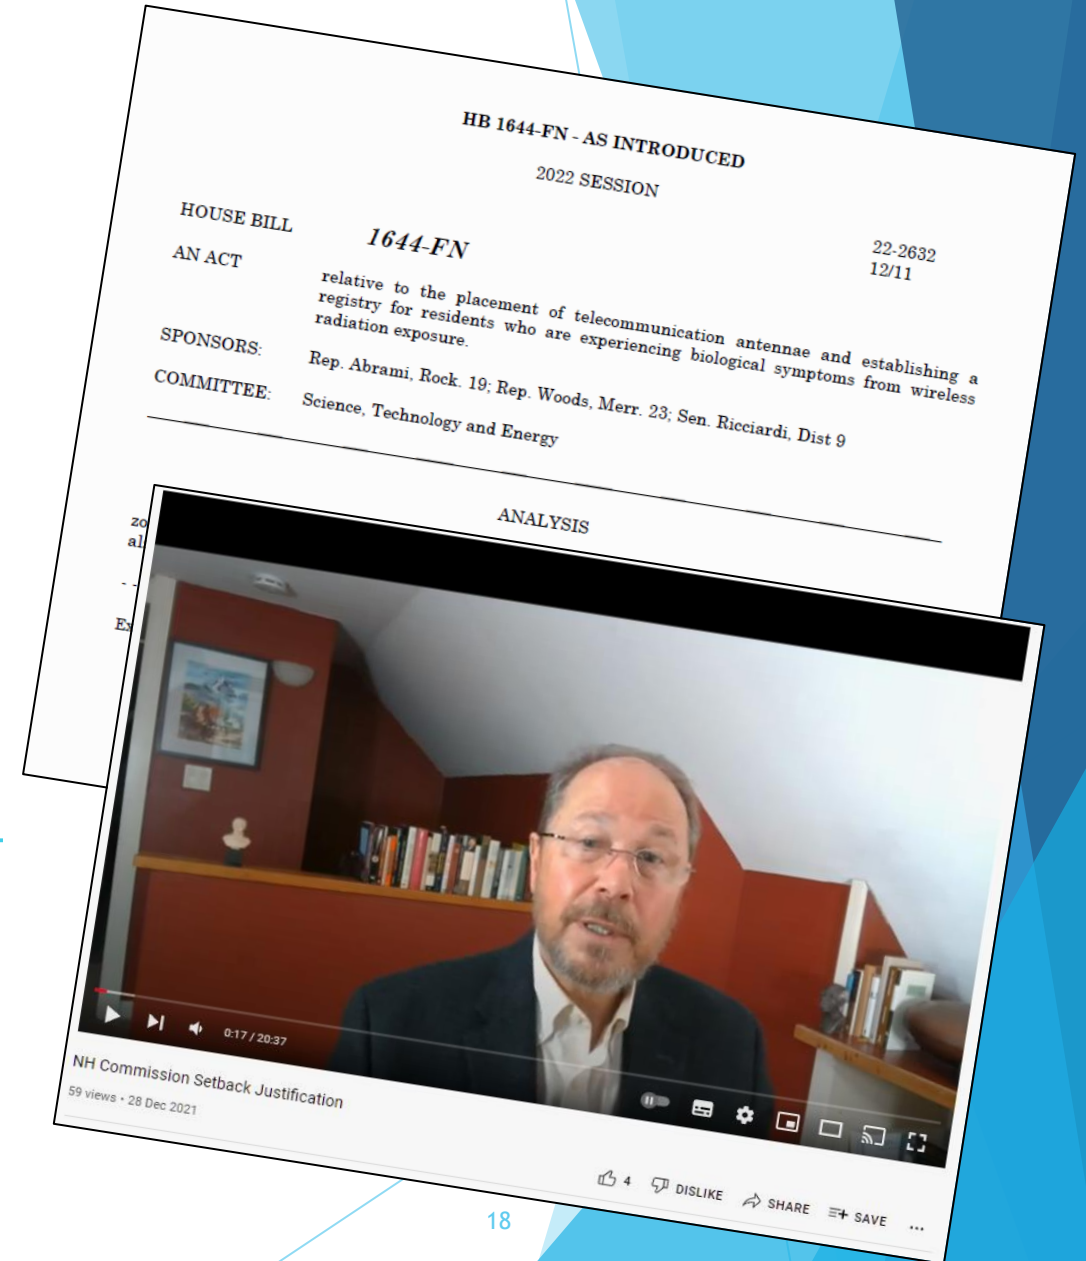 HB 1644-FN - AS INTRODUCED
2022 SESSION
22-2632
12/11
HOUSE BILL 1644-FN
AN ACT relative to the placement of telecommunication antennae and establishing a
registry for residents who are experiencing biological symptoms from wireless
radiation exposure.
SPONSORS: Rep. Abrami, Rock. 19; Rep. Woods, Merr. 23; Sen. Ricciardi, Dist 9
COMMITTEE: Science, Technology and Energy
ANALYSIS
zo
al
- -
Ex
0:17 / 20:37
NH Commission Setback Justification
59 views • 28 Dec 2021
4 DISLIKE SHARE SAVE ...
18